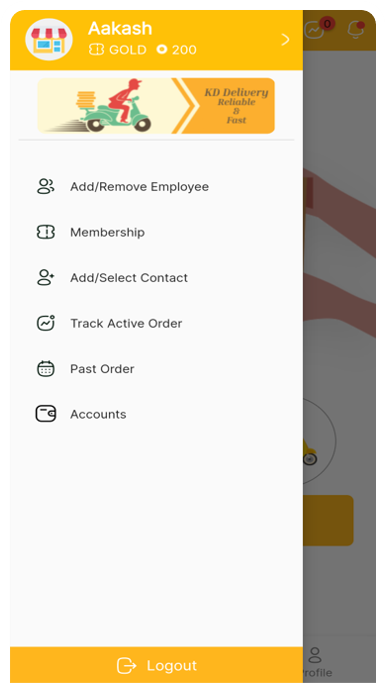 Aakash
GOLD 200
0
KD Delivery
Reliable
&
Fast
Add/Remove Employee
Membership
Add/Select Contact
Track Active Order
Past Order
Accounts
Logout
rofile